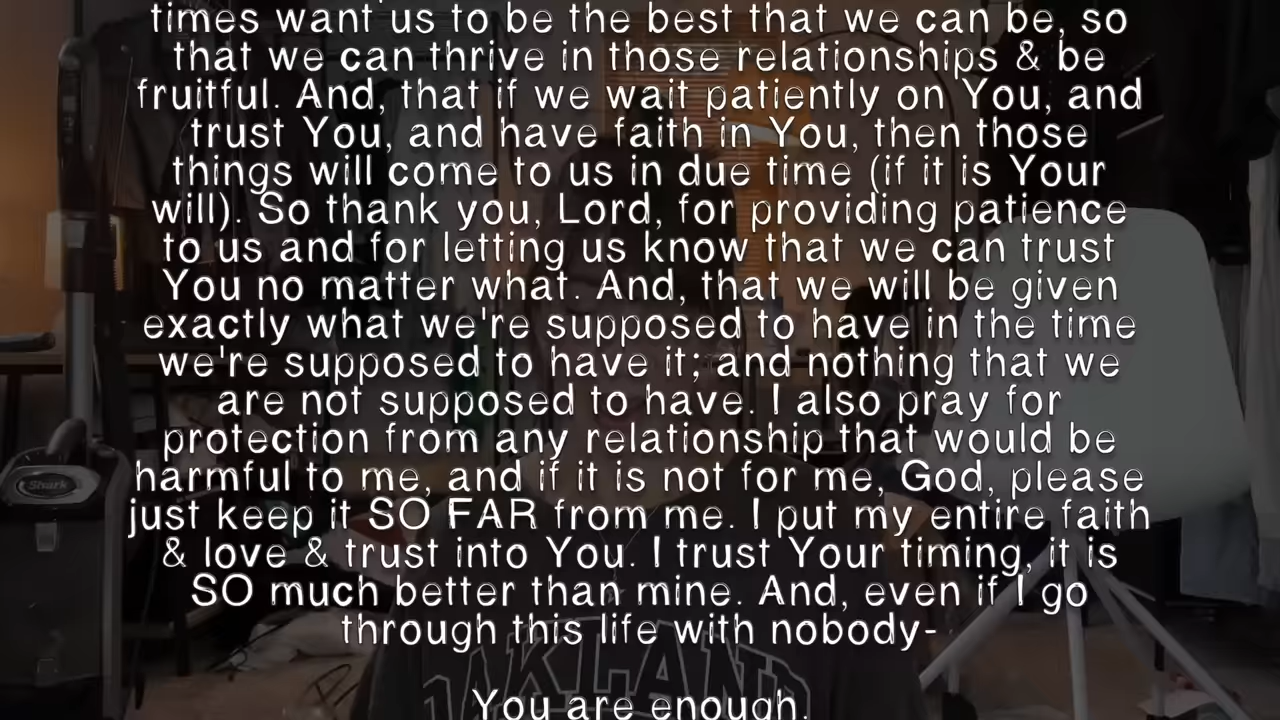 times want us to be the best that we can be, so
that we can thrive in those relationships & be
fruitful. And, that if we wait patiently on You, and
trust You, and have faith in You, then those
things will come to us in due time (if it is Your
will). So thank you, Lord, for providing patience
to us and for letting us know that we can trust
You no matter what. And, that we will be given
exactly what we're supposed to have in the time
we're supposed to have it; and nothing that we
are not supposed to have. I also pray for
protection from any relationship that would be
harmful to me, and if it is not for me, God, please
Shark
just keep it SO FAR from me. I put my entire faith
& love & trust into You. I trust Your timing, it is
SO much better than mine. And, even if I go
through this life with nobody-
OAKLAND
You are enough.